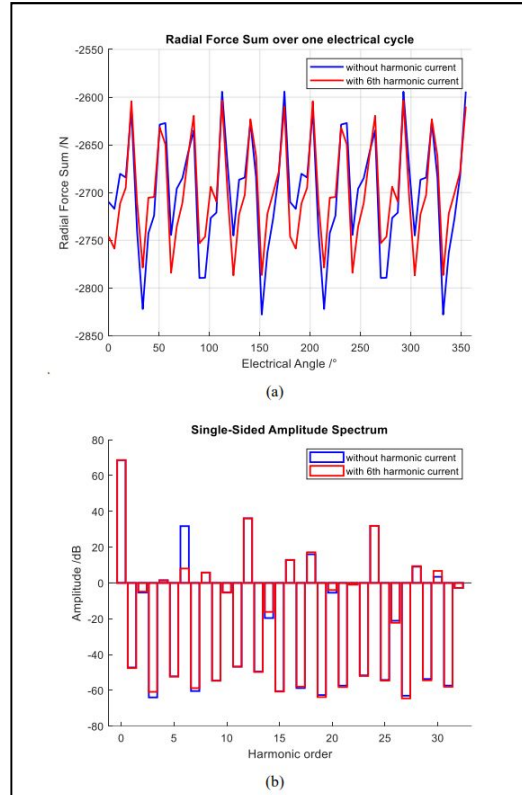 Radial Force Sum over one electrical cycle
-2550
without harmonic current
with 6th harmonic current
-2600
-2650
-2700
-2750
-2800
-2850
Radial Force Sum /N
0 50 100 150 200 250 300 350
Electrical Angle /°
(a)
Single-Sided Amplitude Spectrum
80
without harmonic current
with 6th harmonic current
60
40
20
0
-20
-40
-60
-80
Amplitude /dB
0 5 10 15 20 25 30
Harmonic order
(b)